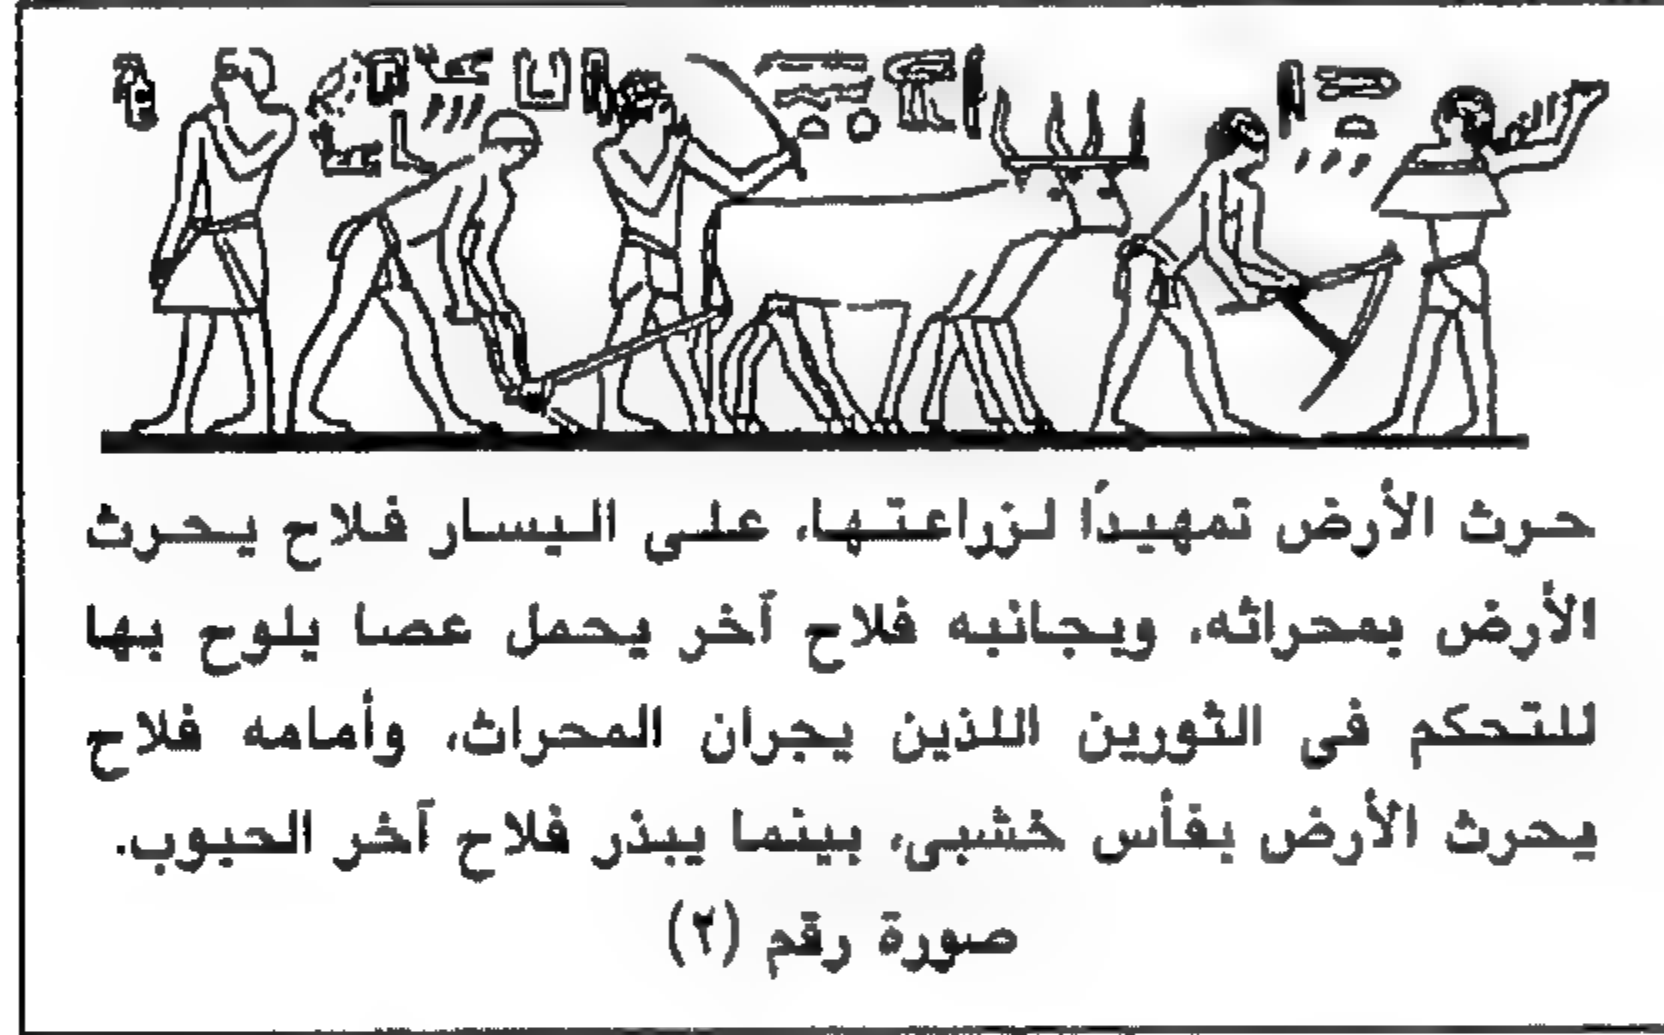 حرث الأرض تمهيدًا لزراعتها، على اليسار فلاح يحرث
الأرض بمحراثه، وبجانبه فلاح آخر يحمل عصا يلوح بها
للتحكم فى الثورين اللذين يجران المحراث، وأمامه فلاح
يحرث الأرض بفأس خشبى، بينما يبذر فلاح آخر الحبوب.
صورة رقم (٢)